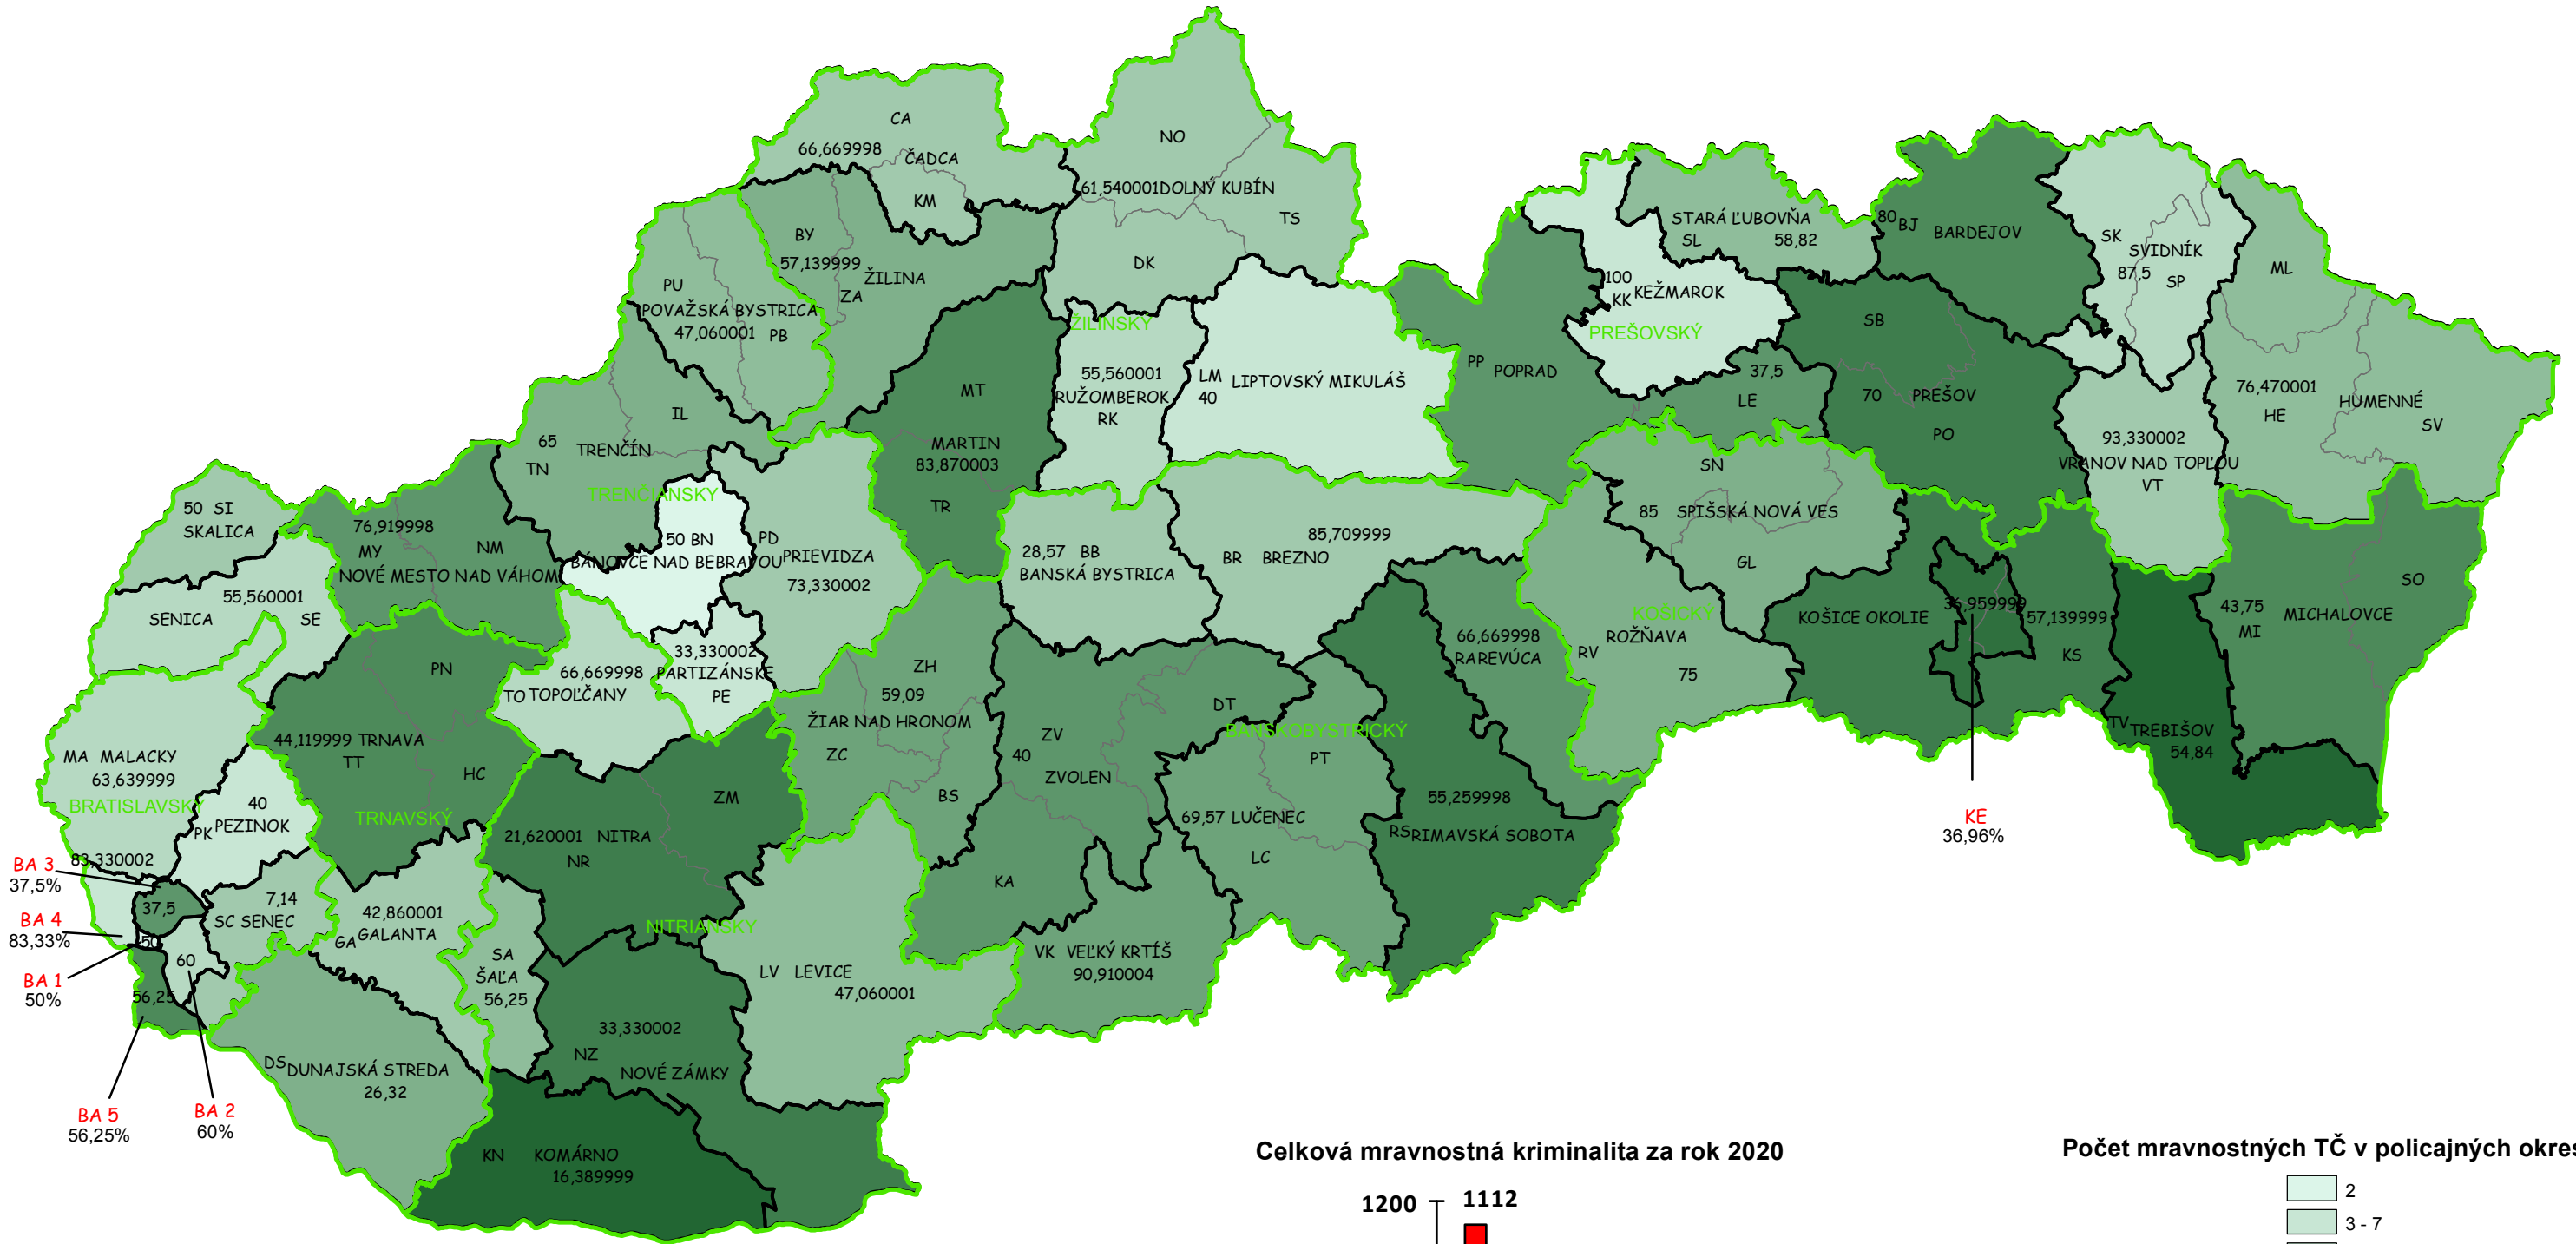 CA
66,669998
ČADCA
KM
NO
61,540001DOLNÝ KUBÍN
TS
DK
BY
57,139999
ŽILINA
ZA
PU
POVAŽSKÁ BYSTRICA
47,060001 PB
STARÁ ĽUBOVŇA
SL 58,82
80 BJ BARDEJOV
SK
SVIDNÍK
87,5 SP
ML
100
KK KEŽMAROK
PREŠOVSKÝ
ŽILINSKÝ
55,560001
RUŽOMBEROK
RK
LM LIPTOVSKÝ MIKULÁŠ
40
PP POPRAD
37,5
LE
SB
70 PREŠOV
PO
76,470001
HE
HUMENNÉ
SV
93,330002
VRANOV NAD TOPĽOU
VT
MT
MARTIN
83,870003
TR
IL
65
TN
TRENČÍN
TRENČIANSKY
50 SI
SKALICA
76,919998
MY
NM
NOVÉ MESTO NAD VÁHOM
50 BN
BÁNOVCE NAD BEBRAVOU
PD
PRIEVIDZA
73,330002
28,57 BB
BANSKÁ BYSTRICA
85,709999
BR BREZNO
SN
85 SPIŠSKÁ NOVÁ VES
GL
KOŠICKÝ
ROŽŇAVA
RV
75
66,669998
RAREVÚCA
KOŠICE OKOLIE
36,959999
57,139999
KS
43,75
MI
MICHALOVCE
SO
55,560001
SENICA
SE
PN
66,669998
TO TOPOĽČANY
33,330002
PARTIZÁNSKE
PE
ZH
59,09
ŽIAR NAD HRONOM
ZC
BS
ZV
40
ZVOLEN
DT
BANSKOBYSTRICKÝ
PT
TV TREBIŠOV
54,84
MA MALACKY
63,639999
BRATISLAVSKÝ
44,119999 TRNAVA
TT
HC
TRNAVSKÝ
40
PEZINOK
PK
ZM
21,620001 NITRA
NR
69,57 LUČENEC
LC
55,259998
RS RIMAVSKÁ SOBOTA
KE
36,96%
83,330002
BA 3
37,5%
37,5
7,14
SC SENEC
BA 4
83,33%
50
42,860001
GALANTA
GA
NITRIANSKY
KA
60
BA 1
50%
56,25
SA
ŠAĽA
56,25
LV LEVICE
47,060001
VK VEĽKÝ KRTÍŠ
90,910004
33,330002
NZ
NOVÉ ZÁMKY
DS DUNAJSKÁ STREDA
26,32
BA 5
56,25%
BA 2
60%
KN KOMÁRNO
16,389999
Celková mravnostná kriminalita za rok 2020
1200
1112
Počet mravnostných TČ v policajných okres
2
3 - 7